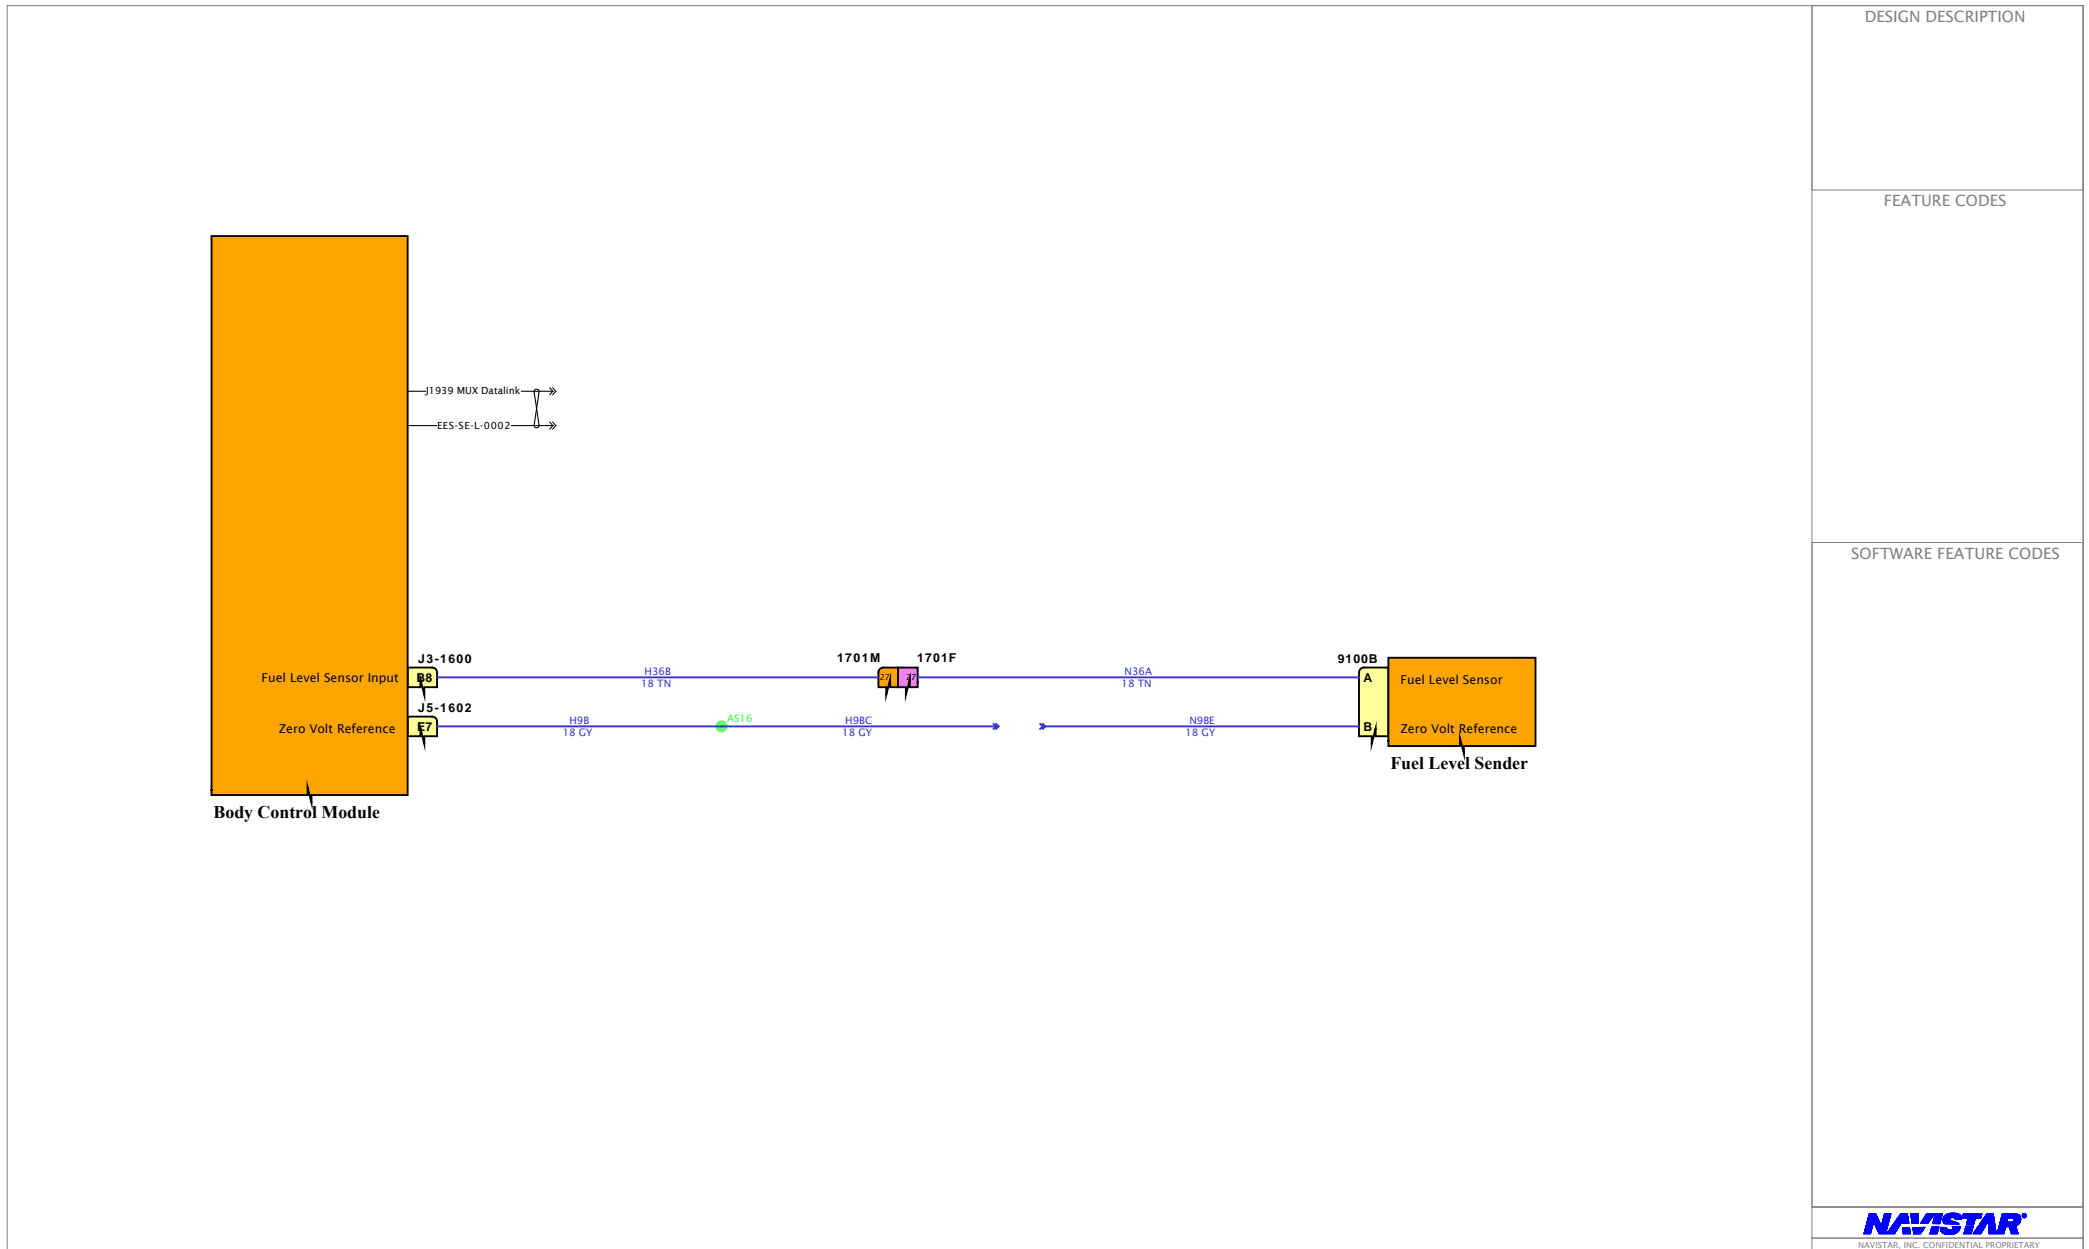 DESIGN DESCRIPTION
FEATURE CODES
J1939 MUX Datalink
EES-SE-L-0002
SOFTWARE FEATURE CODES
J3-1600
1701M
1701F
9100B
Fuel Level Sensor Input
B8
H36B
18 TN
27
27
N36A
18 TN
A
Fuel Level Sensor
J5-1602
Zero Volt Reference
E7
H9B
18 GY
AS16
H9BC
18 GY
N9BE
18 GY
B
Zero Volt Reference
Fuel Level Sender
Body Control Module
NAVISTAR
NAVISTAR, INC. CONFIDENTIAL PROPRIETARY